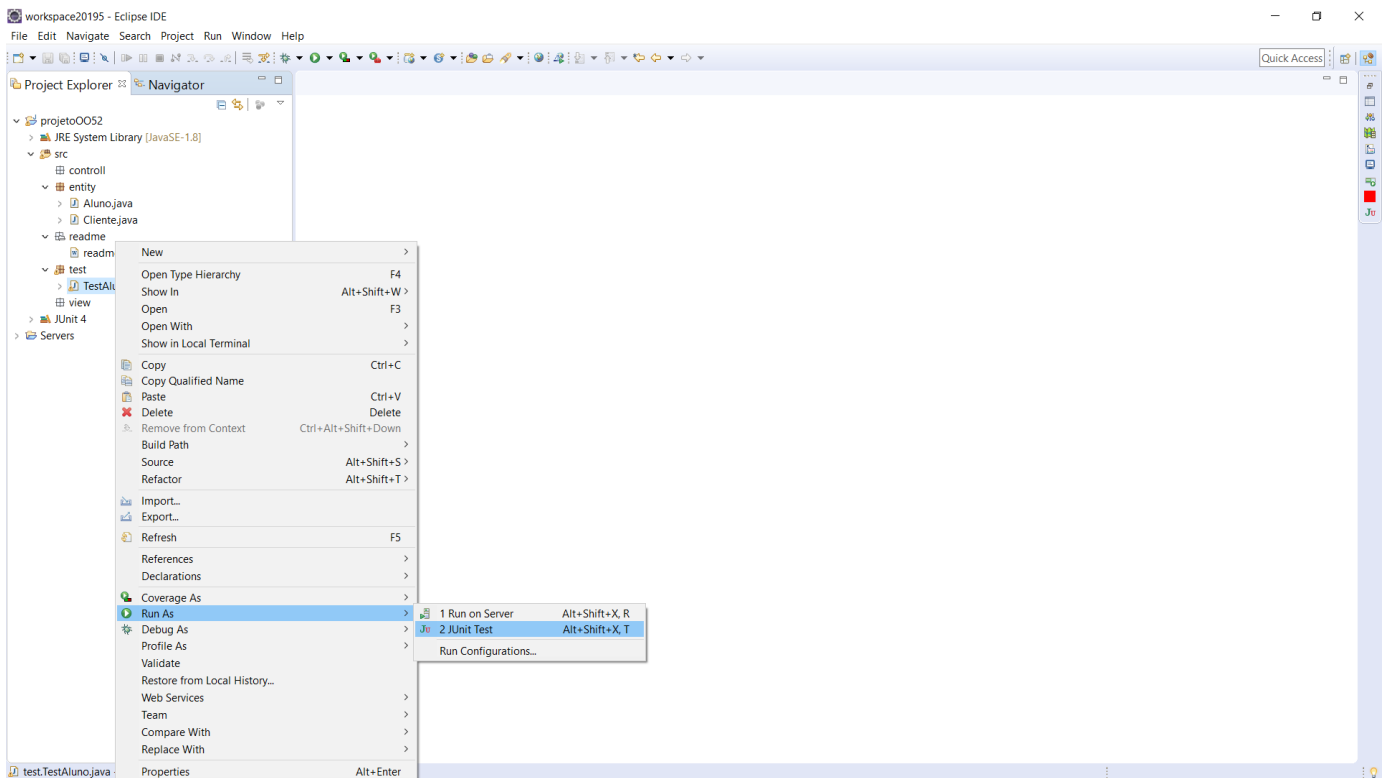 workspace20195 - Eclipse IDE
File Edit Navigate Search Project Run Window Help
Quick Access
Project Explorer Navigator
projetoOO52
JRE System Library [JavaSE-1.8]
src
controll
entity
Aluno.java
Cliente.java
readme
readm
test
TestAlu
view
JUnit 4
Servers
New
Open Type Hierarchy F4
Show In Alt+Shift+W
Open F3
Open With
Show in Local Terminal
Copy Ctrl+C
Copy Qualified Name
Paste Ctrl+V
Delete Delete
Remove from Context Ctrl+Alt+Shift+Down
Build Path
Source Alt+Shift+S
Refactor Alt+Shift+T
Import...
Export...
Refresh F5
References
Declarations
Coverage As
Run As
Debug As
Profile As
Validate
Restore from Local History...
Web Services
Team
Compare With
Replace With
Properties Alt+Enter
1 Run on Server Alt+Shift+X, R
Ju 2 JUnit Test Alt+Shift+X, T
Run Configurations...
Ju
test.TestAluno.java